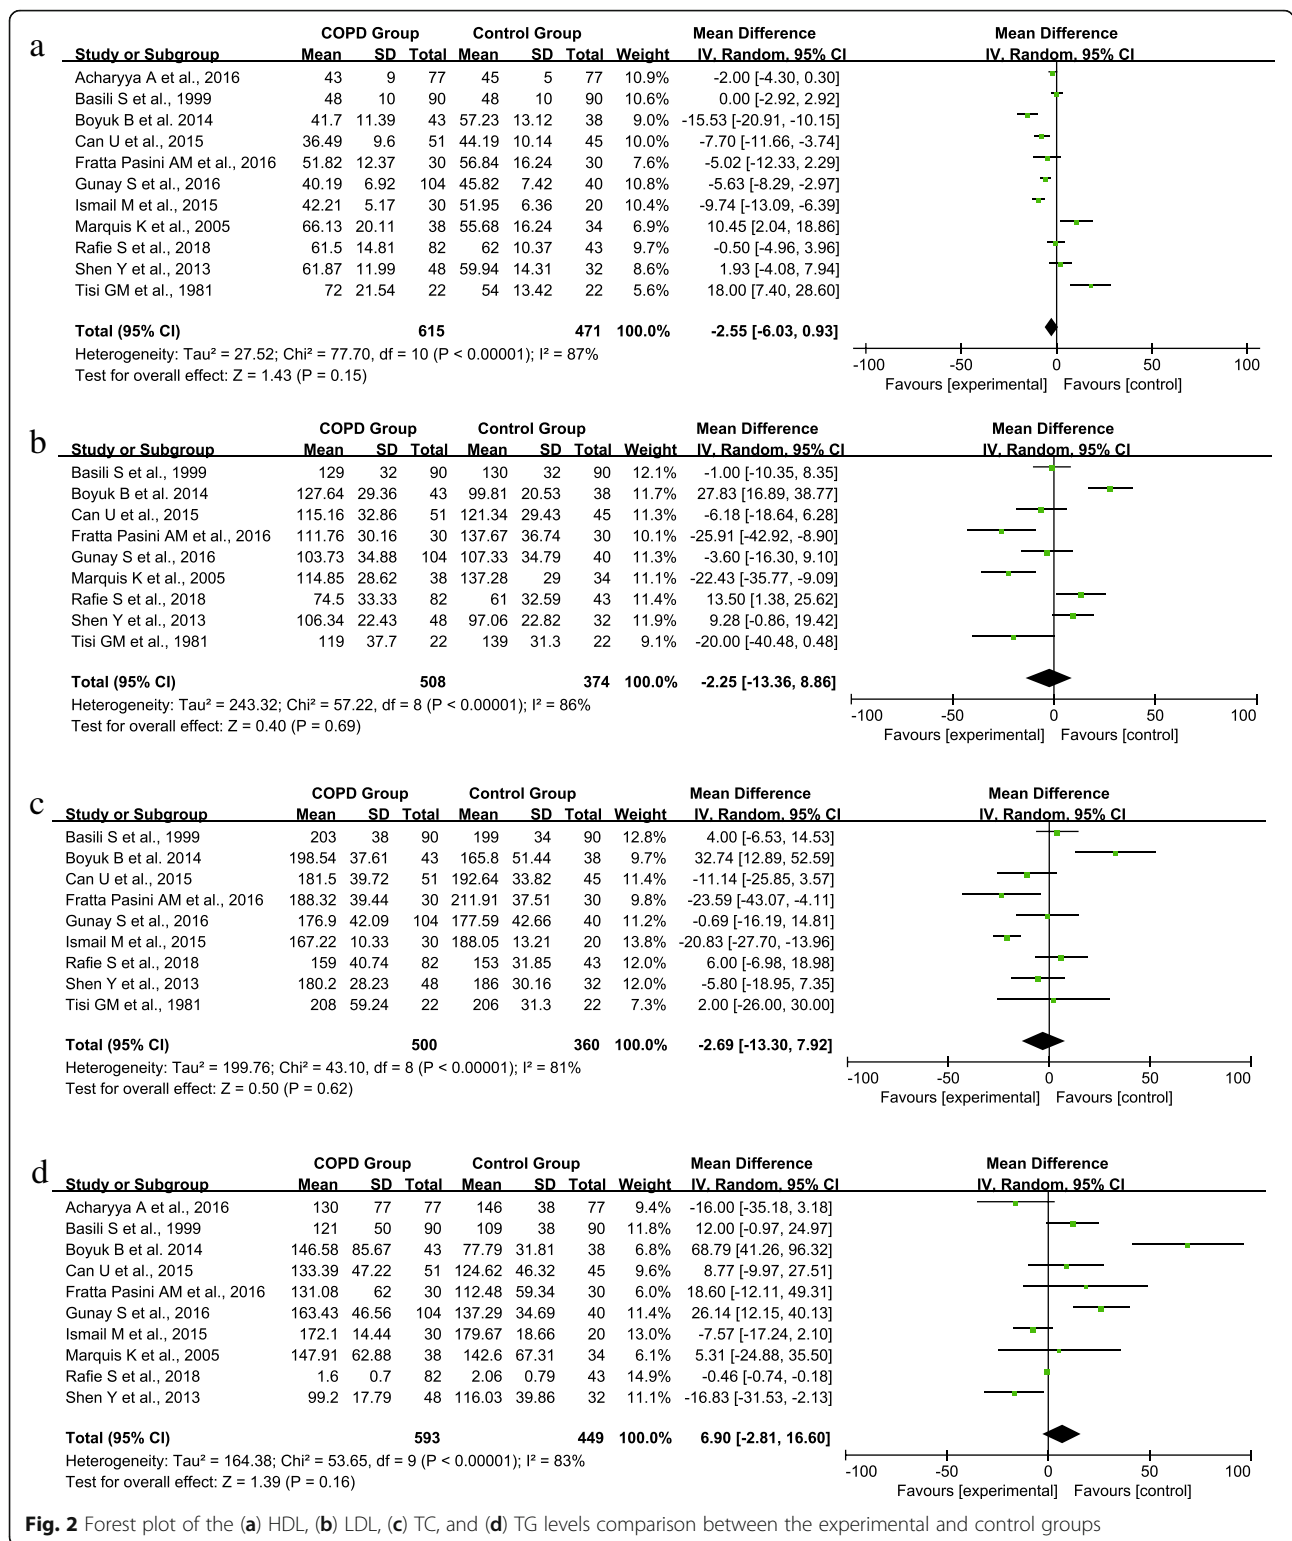 a
COPD Group Control Group Mean Difference Mean Difference
Study or Subgroup Mean SD Total Mean SD Total Weight IV, Random, 95% CI IV, Random, 95% CI
Acharyya A et al., 2016 43 9 77 45 5 77 10.9% -2.00 [-4.30, 0.30]
Basili S et al., 1999 48 10 90 48 10 90 10.6% 0.00 [-2.92, 2.92]
Boyuk B et al. 2014 41.7 11.39 43 57.23 13.12 38 9.0% -15.53 [-20.91, -10.15]
Can U et al., 2015 36.49 9.6 51 44.19 10.14 45 10.0% -7.70 [-11.66, -3.74]
Fratta Pasini AM et al., 2016 51.82 12.37 30 56.84 16.24 30 7.6% -5.02 [-12.33, 2.29]
Gunay S et al., 2016 40.19 6.92 104 45.82 7.42 40 10.8% -5.63 [-8.29, -2.97]
Ismail M et al., 2015 42.21 5.17 30 51.95 6.36 20 10.4% -9.74 [-13.09, -6.39]
Marquis K et al., 2005 66.13 20.11 38 55.68 16.24 34 6.9% 10.45 [2.04, 18.86]
Rafie S et al., 2018 61.5 14.81 82 62 10.37 43 9.7% -0.50 [-4.96, 3.96]
Shen Y et al., 2013 61.87 11.99 48 59.94 14.31 32 8.6% 1.93 [-4.08, 7.94]
Tisi GM et al., 1981 72 21.54 22 54 13.42 22 5.6% 18.00 [7.40, 28.60]
Total (95% CI) 615 471 100.0% -2.55 [-6.03, 0.93]
Heterogeneity: Tau² = 27.52; Chi² = 77.70, df = 10 (P < 0.00001); I² = 87%
Test for overall effect: Z = 1.43 (P = 0.15)
-100 -50 0 50 100
Favours [experimental] Favours [control]
b
COPD Group Control Group Mean Difference Mean Difference
Study or Subgroup Mean SD Total Mean SD Total Weight IV, Random, 95% CI IV, Random, 95% CI
Basili S et al., 1999 129 32 90 130 32 90 12.1% -1.00 [-10.35, 8.35]
Boyuk B et al. 2014 127.64 29.36 43 99.81 20.53 38 11.7% 27.83 [16.89, 38.77]
Can U et al., 2015 115.16 32.86 51 121.34 29.43 45 11.3% -6.18 [-18.64, 6.28]
Fratta Pasini AM et al., 2016 111.76 30.16 30 137.67 36.74 30 10.1% -25.91 [-42.92, -8.90]
Gunay S et al., 2016 103.73 34.88 104 107.33 34.79 40 11.3% -3.60 [-16.30, 9.10]
Marquis K et al., 2005 114.85 28.62 38 137.28 29 34 11.1% -22.43 [-35.77, -9.09]
Rafie S et al., 2018 74.5 33.33 82 61 32.59 43 11.4% 13.50 [1.38, 25.62]
Shen Y et al., 2013 106.34 22.43 48 97.06 22.82 32 11.9% 9.28 [-0.86, 19.42]
Tisi GM et al., 1981 119 37.7 22 139 31.3 22 9.1% -20.00 [-40.48, 0.48]
Total (95% CI) 508 374 100.0% -2.25 [-13.36, 8.86]
Heterogeneity: Tau² = 243.32; Chi² = 57.22, df = 8 (P < 0.00001); I² = 86%
Test for overall effect: Z = 0.40 (P = 0.69)
-100 -50 0 50 100
Favours [experimental] Favours [control]
c
COPD Group Control Group Mean Difference Mean Difference
Study or Subgroup Mean SD Total Mean SD Total Weight IV, Random, 95% CI IV, Random, 95% CI
Basili S et al., 1999 203 38 90 199 34 90 12.8% 4.00 [-6.53, 14.53]
Boyuk B et al. 2014 198.54 37.61 43 165.8 51.44 38 9.7% 32.74 [12.89, 52.59]
Can U et al., 2015 181.5 39.72 51 192.64 33.82 45 11.4% -11.14 [-25.85, 3.57]
Fratta Pasini AM et al., 2016 188.32 39.44 30 211.91 37.51 30 9.8% -23.59 [-43.07, -4.11]
Gunay S et al., 2016 176.9 42.09 104 177.59 42.66 40 11.2% -0.69 [-16.19, 14.81]
Ismail M et al., 2015 167.22 10.33 30 188.05 13.21 20 13.8% -20.83 [-27.70, -13.96]
Rafie S et al., 2018 159 40.74 82 153 31.85 43 12.0% 6.00 [-6.98, 18.98]
Shen Y et al., 2013 180.2 28.23 48 186 30.16 32 12.0% -5.80 [-18.95, 7.35]
Tisi GM et al., 1981 208 59.24 22 206 31.3 22 7.3% 2.00 [-26.00, 30.00]
Total (95% CI) 500 360 100.0% -2.69 [-13.30, 7.92]
Heterogeneity: Tau² = 199.76; Chi² = 43.10, df = 8 (P < 0.00001); I² = 81%
Test for overall effect: Z = 0.50 (P = 0.62)
-100 -50 0 50 100
Favours [experimental] Favours [control]
d
COPD Group Control Group Mean Difference Mean Difference
Study or Subgroup Mean SD Total Mean SD Total Weight IV, Random, 95% CI IV, Random, 95% CI
Acharyya A et al., 2016 130 77 77 146 38 77 9.4% -16.00 [-35.18, 3.18]
Basili S et al., 1999 121 50 90 109 38 90 11.8% 12.00 [-0.97, 24.97]
Boyuk B et al. 2014 146.58 85.67 43 77.79 31.81 38 6.8% 68.79 [41.26, 96.32]
Can U et al., 2015 133.39 47.22 51 124.62 46.32 45 9.6% 8.77 [-9.97, 27.51]
Fratta Pasini AM et al., 2016 131.08 62 30 112.48 59.34 30 6.0% 18.60 [-12.11, 49.31]
Gunay S et al., 2016 163.43 46.56 104 137.29 34.69 40 11.4% 26.14 [12.15, 40.13]
Ismail M et al., 2015 172.1 14.44 30 179.67 18.66 20 13.0% -7.57 [-17.24, 2.10]
Marquis K et al., 2005 147.91 62.88 38 142.6 67.31 34 6.1% 5.31 [-24.88, 35.50]
Rafie S et al., 2018 1.6 0.7 82 2.06 0.79 43 14.9% -0.46 [-0.74, -0.18]
Shen Y et al., 2013 99.2 17.79 48 116.03 39.86 32 11.1% -16.83 [-31.53, -2.13]
Total (95% CI) 593 449 100.0% 6.90 [-2.81, 16.60]
Heterogeneity: Tau² = 164.38; Chi² = 53.65, df = 9 (P < 0.00001); I² = 83%
Test for overall effect: Z = 1.39 (P = 0.16)
-100 -50 0 50 100
Favours [experimental] Favours [control]
Fig. 2 Forest plot of the (a) HDL, (b) LDL, (c) TC, and (d) TG levels comparison between the experimental and control groups